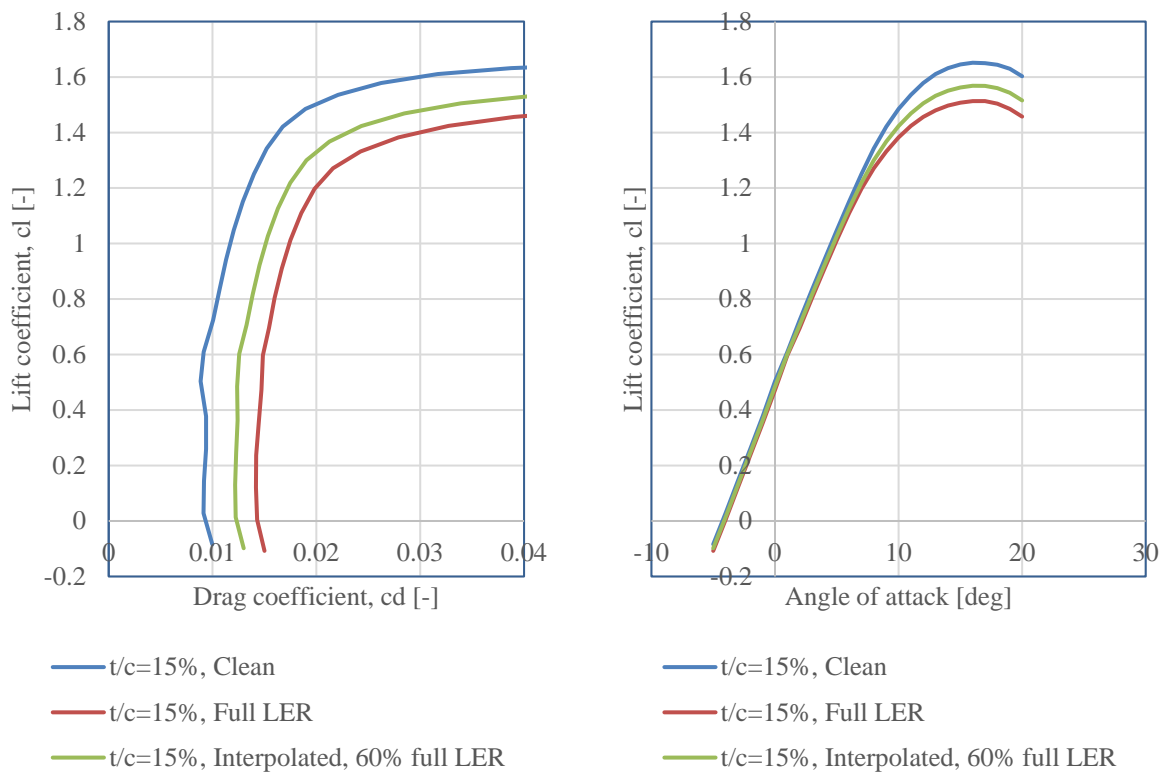 1.8
1.6
1.4
1.2
1
0.8
0.6
0.4
0.2
0
-0.2
Lift coefficient, cl [-]
0 0.01 0.02 0.03 0.04
Drag coefficient, cd [-]
t/c=15%, Clean
t/c=15%, Full LER
t/c=15%, Interpolated, 60% full LER
1.8
1.6
1.4
1.2
1
0.8
0.6
0.4
0.2
0
-0.2
Lift coefficient, cl [-]
-10 0 10 20 30
Angle of attack [deg]
t/c=15%, Clean
t/c=15%, Full LER
t/c=15%, Interpolated, 60% full LER